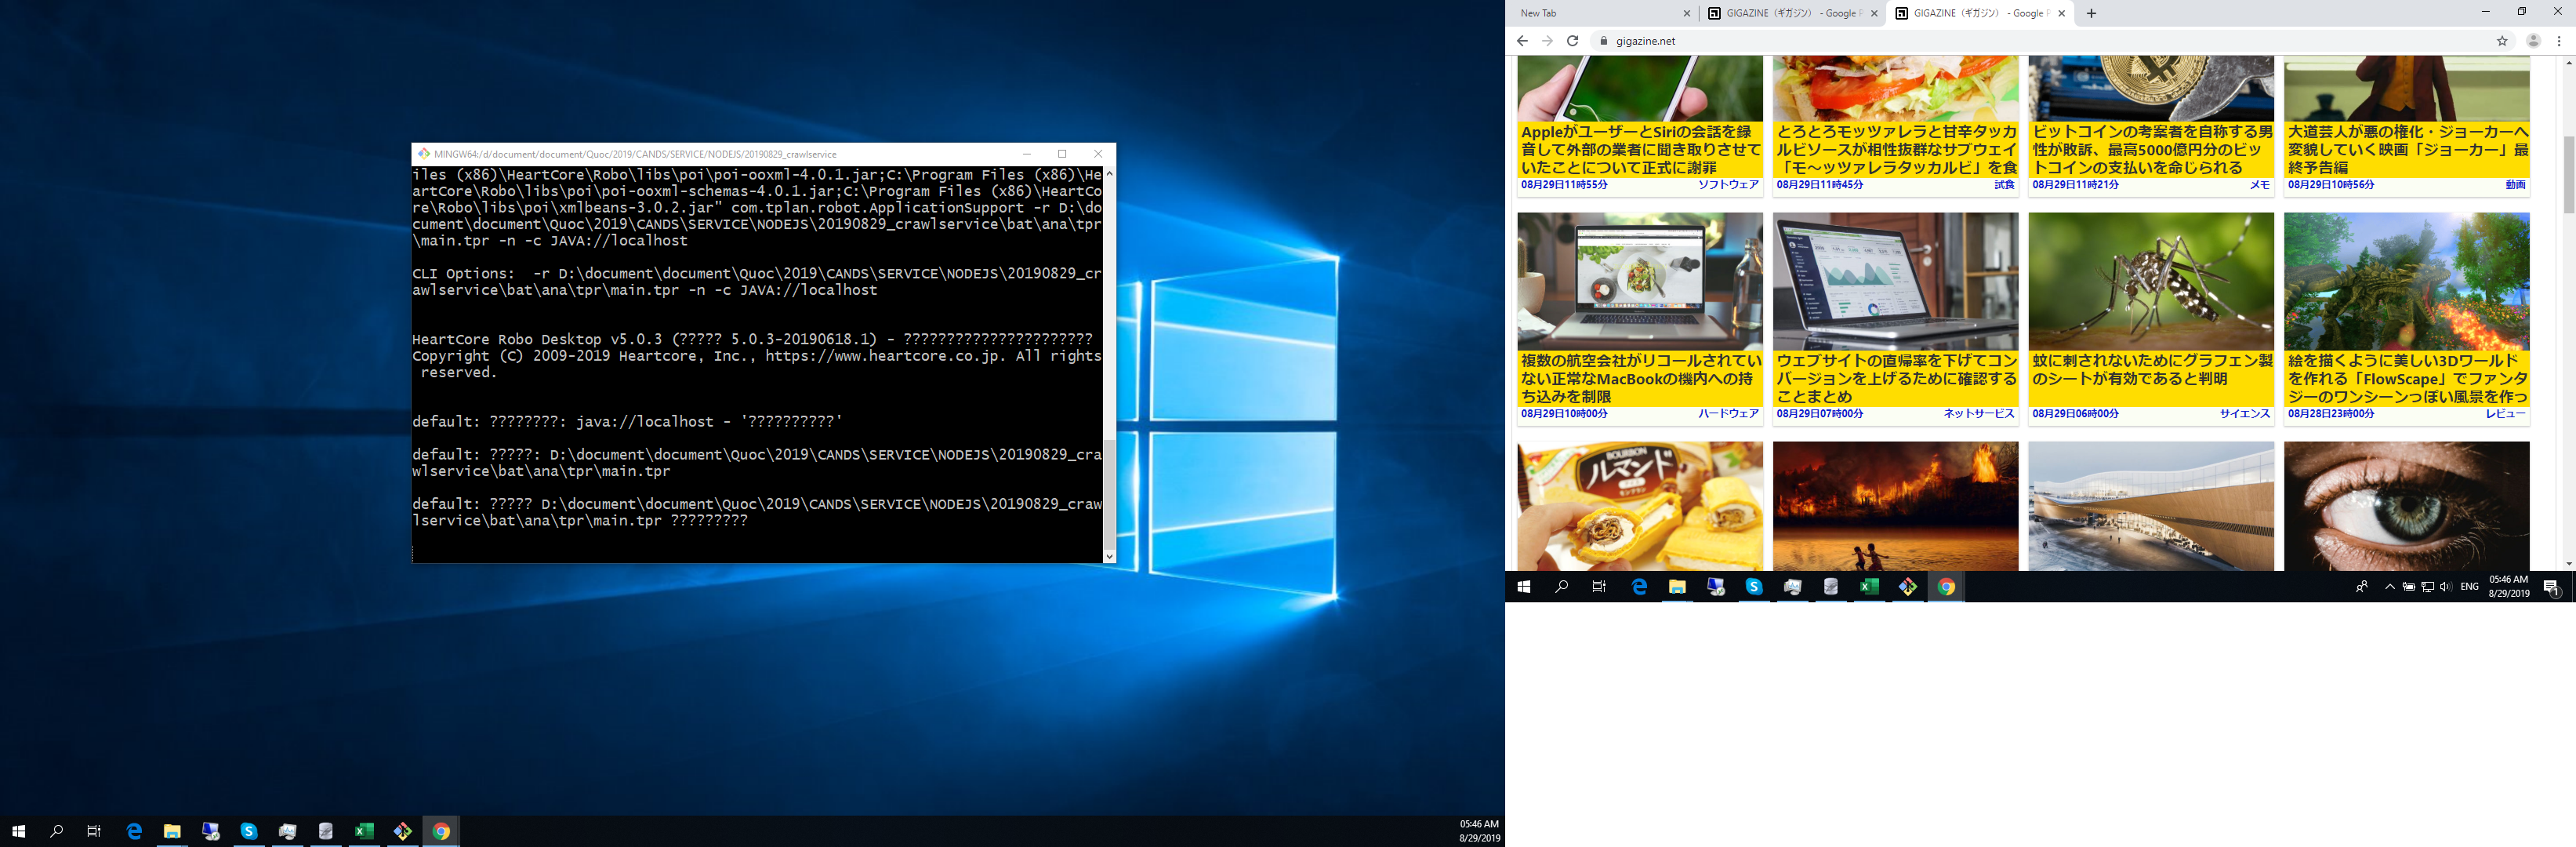 MINGW64:/d/document/document/Quoc/2019/CANDS/SERVICE/NODEJS/20190829_crawlservice
iles (x86)\HeartCore\Robo\libs\poi\poi-ooxml-4.0.1.jar;C:\Program Files (x86)\He
artCore\Robo\libs\poi\poi-ooxml-schemas-4.0.1.jar;C:\Program Files (x86)\HeartCo
re\Robo\libs\poi\xmlbeans-3.0.2.jar" com.tplan.robot.ApplicationSupport -r D:\do
cument\document\Quoc\2019\CANDS\SERVICE\NODEJS\20190829_crawlservice\bat\ana\tpr
\main.tpr -n -c JAVA://localhost
CLI Options:  -r D:\document\document\Quoc\2019\CANDS\SERVICE\NODEJS\20190829_cr
awlservice\bat\ana\tpr\main.tpr -n -c JAVA://localhost
HeartCore Robo Desktop v5.0.3 (????? 5.0.3-20190618.1) - ??????????????????????
Copyright (C) 2009-2019 Heartcore, Inc., https://www.heartcore.co.jp. All rights
 reserved.
default: ????????: java://localhost - '??????????'
default: ?????: D:\document\document\Quoc\2019\CANDS\SERVICE\NODEJS\20190829_cra
wlservice\bat\ana\tpr\main.tpr
default: ????? D:\document\document\Quoc\2019\CANDS\SERVICE\NODEJS\20190829_craw
lservice\bat\ana\tpr\main.tpr ?????????
05:46 AM
8/29/2019
New Tab
GIGAZINE（ギガジン） - Google P
GIGAZINE（ギガジン） - Google P
gigazine.net
AppleがユーザーとSiriの会話を録
音して外部の業者に聞き取りさせて
いたことについて正式に謝罪
08月29日11時55分 ソフトウェア
とろとろモッツァレラと甘辛タッカ
ルビソースが相性抜群なサブウェイ
「モ～ッツァレラタッカルビ」を食
08月29日11時45分 試食
ビットコインの考案者を自称する男
性が敗訴、最高5000億円分のビッ
トコインの支払いを命じられる
08月29日11時21分 メモ
大道芸人が悪の権化・ジョーカーへ
変貌していく映画「ジョーカー」最
終予告編
08月29日10時56分 動画
複数の航空会社がリコールされてい
ない正常なMacBookの機内への持
ち込みを制限
08月29日10時00分 ハードウェア
ウェブサイトの直帰率を下げてコン
バージョンを上げるために確認する
ことまとめ
08月29日07時00分 ネットサービス
蚊に刺されないためにグラフェン製
のシートが有効であると判明
08月29日06時00分 サイエンス
絵を描くように美しい3Dワールド
を作れる「FlowScape」でファンタ
ジーのワンシーンっぽい風景を作っ
08月28日23時00分 レビュー
BOURBON
ルマンド
ENG
05:46 AM
8/29/2019
1